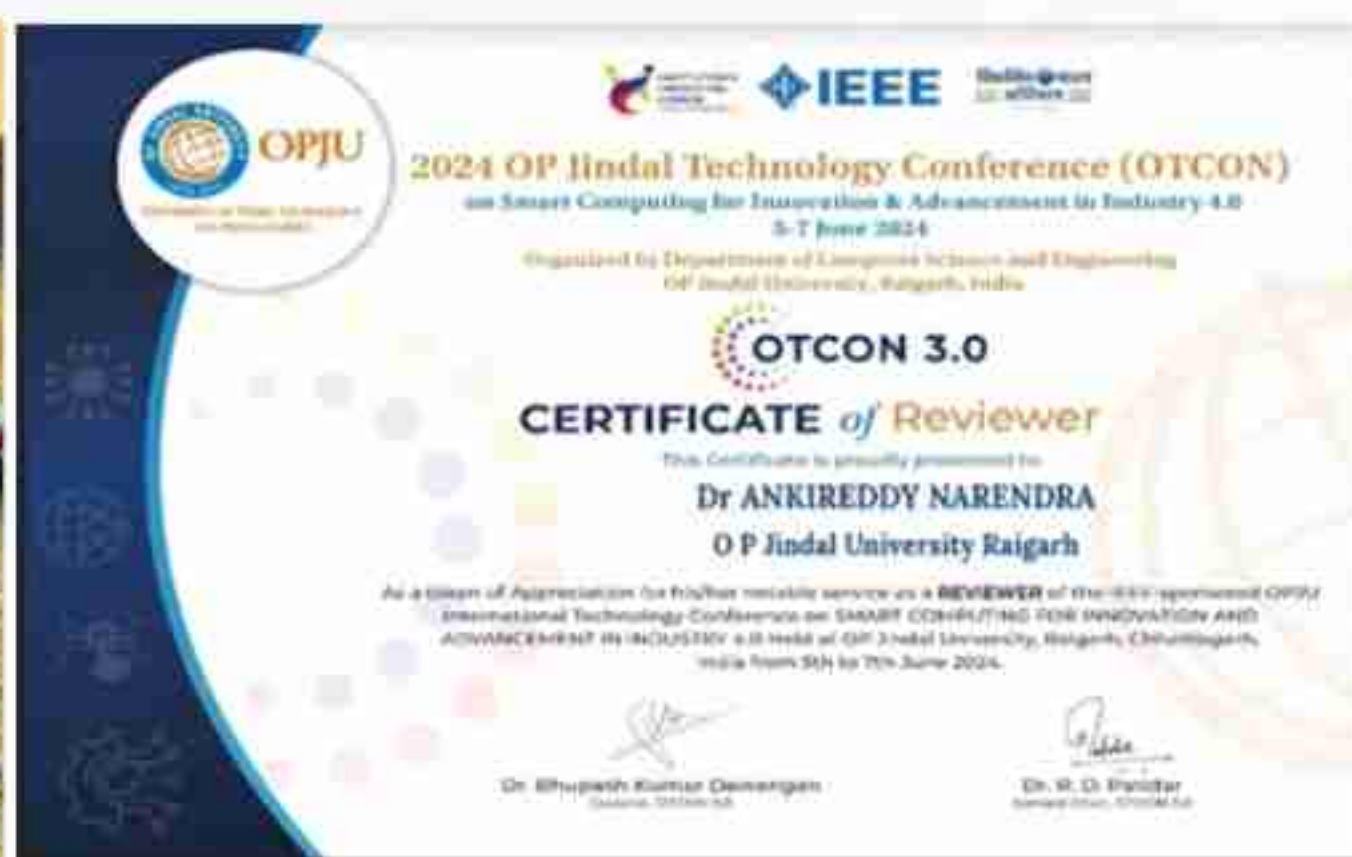 OPJU
IEEE
2024 OP Jindal Technology Conference (OTCON)
on Smart Computing for Innovation & Advancement in Industry 4.0
5-7 June 2024
Organized by Department of Computer Science and Engineering
OP Jindal University, Raigarh, India
OTCON 3.0
CERTIFICATE of Reviewer
This Certificate is proudly presented to
Dr ANKIREDDY NARENDRA
O P Jindal University Raigarh
As a token of Appreciation for his/her notable service as a REVIEWER of the IEEE sponsored OPJU
International Technology Conference on SMART COMPUTING FOR INNOVATION AND
ADVANCEMENT IN INDUSTRY 4.0 held at OP Jindal University, Raigarh, Chhattisgarh,
India from 5th to 7th June 2024.
Dr. Bhupesh Kumar Dewangan
Dr. R. D. Patidar